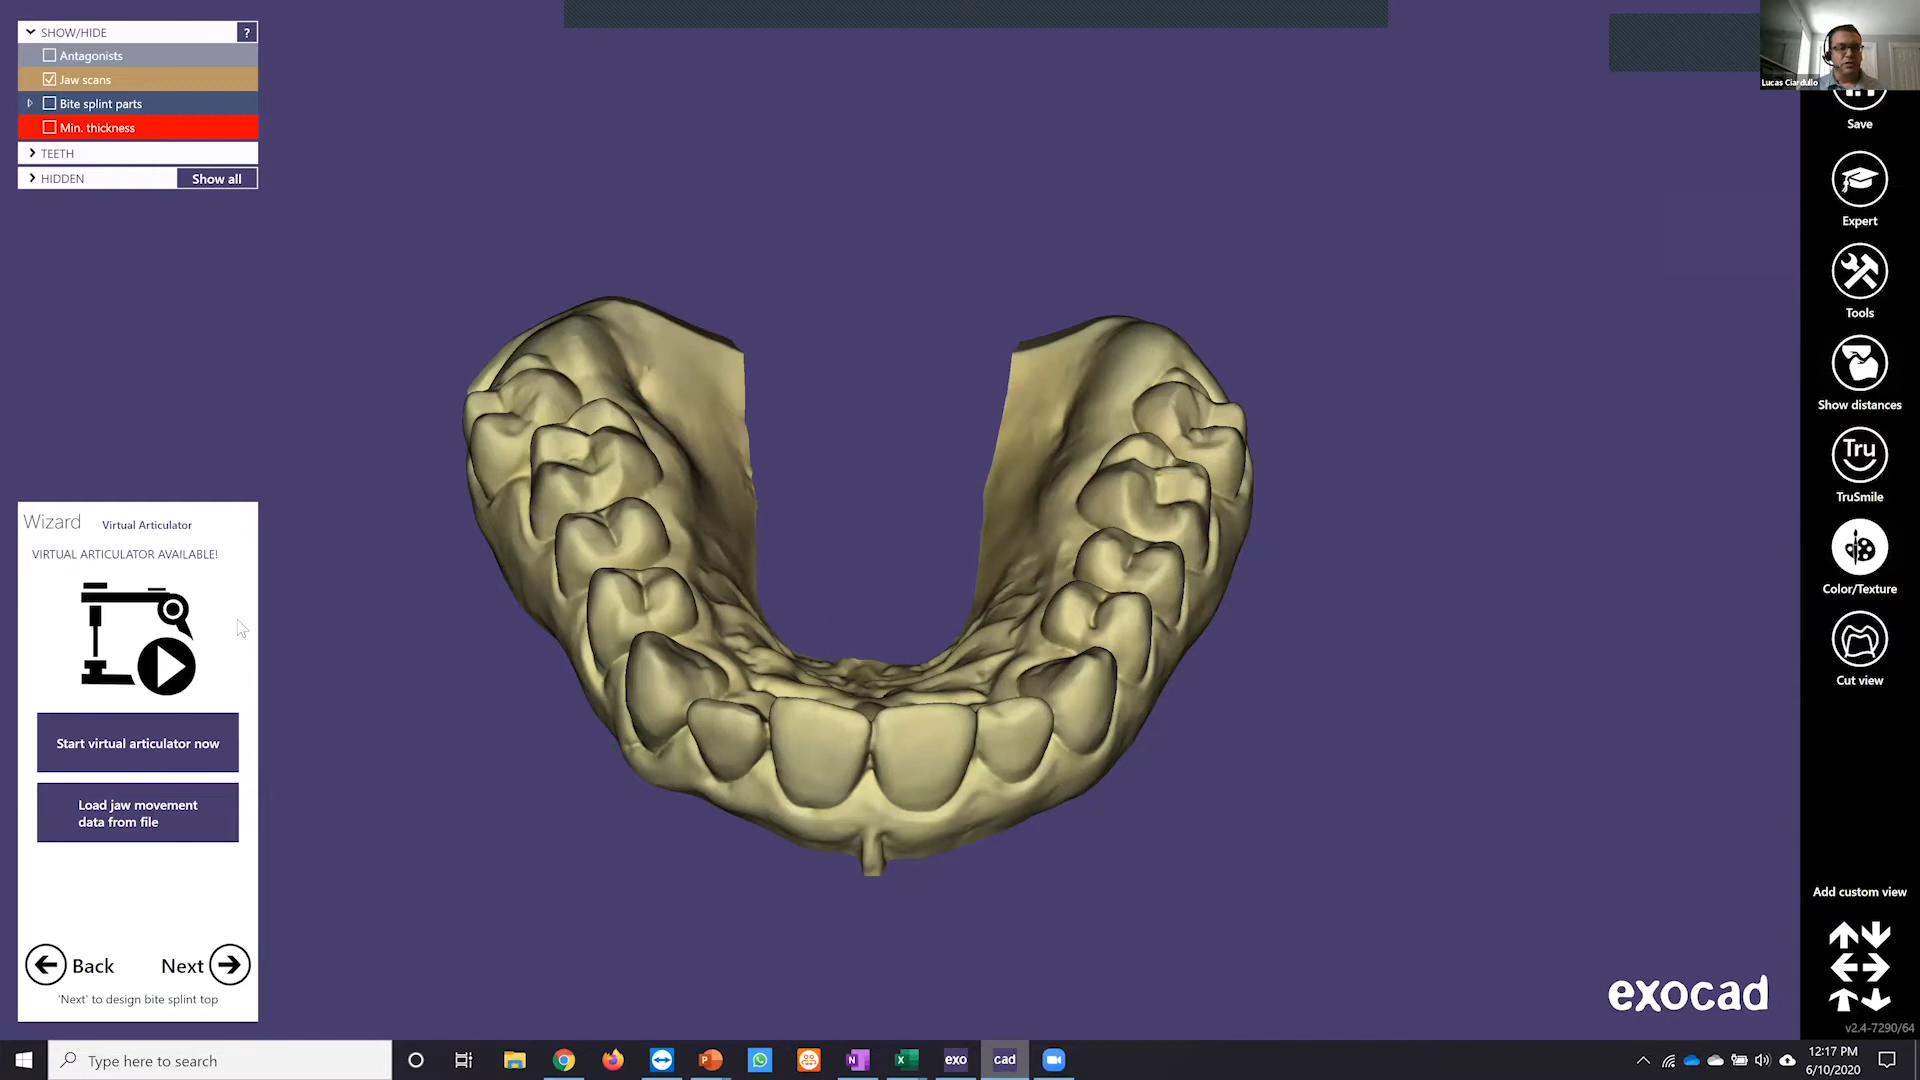 SHOW/HIDE
?
Antagonists
Jaw scans
Bite splint parts
Min. thickness
TEETH
HIDDEN
Show all
Wizard
Virtual Articulator
VIRTUAL ARTICULATOR AVAILABLE!
Start virtual articulator now
Load jaw movement
data from file
Back
Next
'Next' to design bite splint top
Lucas Ciardullo
Save
Expert
Tools
Show distances
Tru
TruSmile
Color/Texture
Cut view
Add custom view
exocad
v2.4-7290/64
Type here to search
exo
cad
12:17 PM
6/10/2020